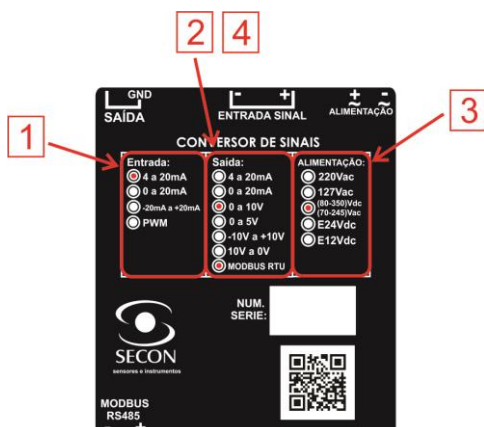 2 4
1
3
GND
SAÍDA
- +
ENTRADA SINAL
+ -
~ ~
ALIMENTAÇÃO
CONVERSOR DE SINAIS
Entrada:
4 a 20mA
0 a 20mA
-20mA a +20mA
PWM
Saída:
4 a 20mA
0 a 20mA
0 a 10V
0 a 5V
-10V a +10V
10V a 0V
MODBUS RTU
ALIMENTAÇÃO:
220Vac
127Vac
(80-350)Vdc
(70-245)Vac
E24Vdc
E12Vdc
NUM.
SERIE:
SECON
sensores e instrumentos
MODBUS
RS485